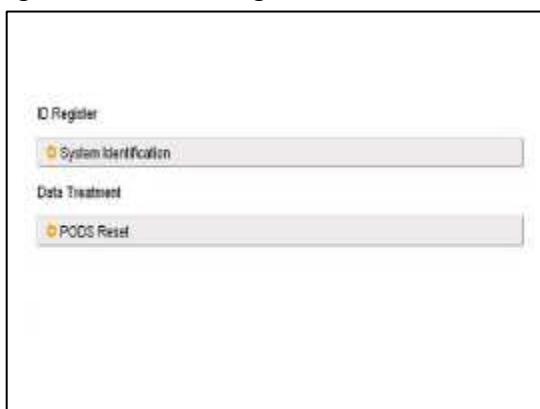 ID Register
System Identification
Data Treatment
PODS Reset